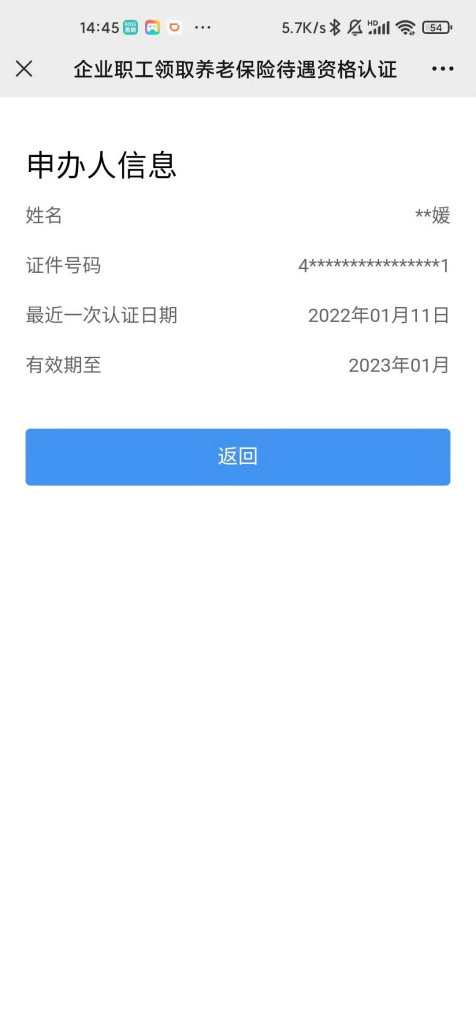 14:45 ··· 5.7K/s HD 54
企业职工领取养老保险待遇资格认证
申办人信息
姓名 **媛
证件号码 4****************1
最近一次认证日期 2022年01月11日
有效期至 2023年01月
返回